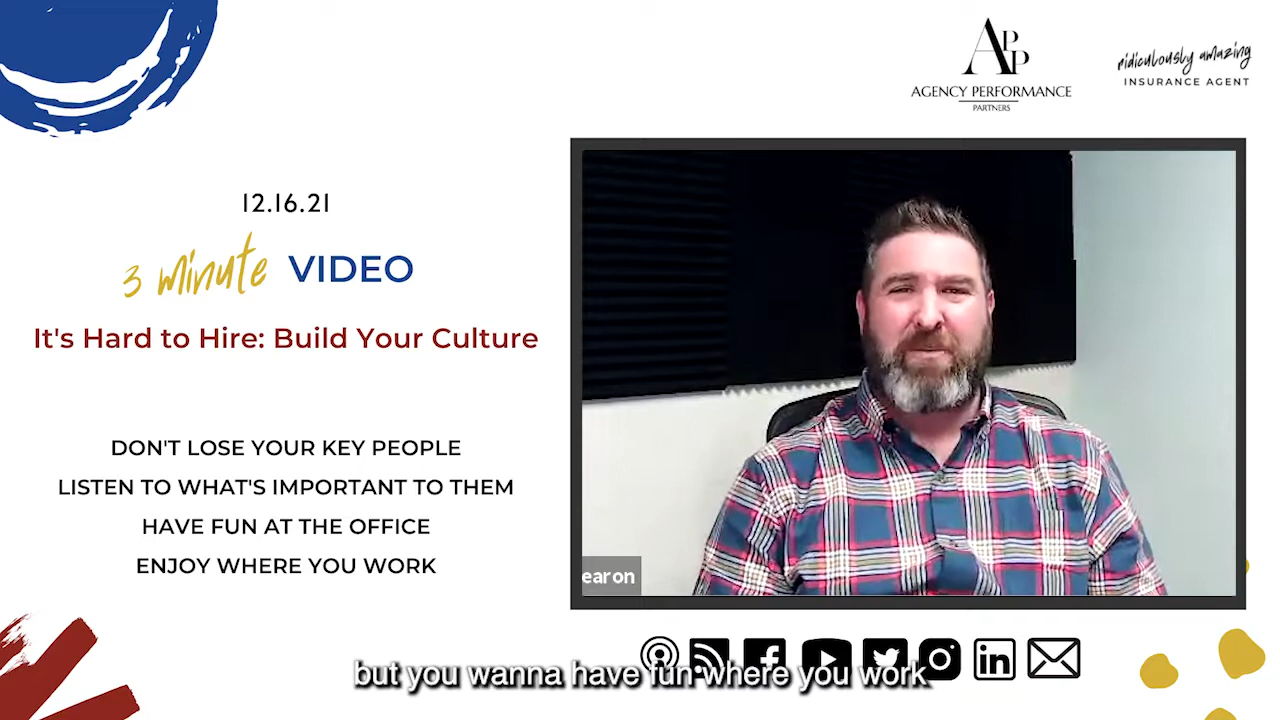 APP
AGENCY PERFORMANCE
PARTNERS
ridiculously amazing
INSURANCE AGENT
12.16.21
3 minute VIDEO
It's Hard to Hire: Build Your Culture
DON'T LOSE YOUR KEY PEOPLE
LISTEN TO WHAT'S IMPORTANT TO THEM
HAVE FUN AT THE OFFICE
ENJOY WHERE YOU WORK
earon
but you wanna have fun where you work